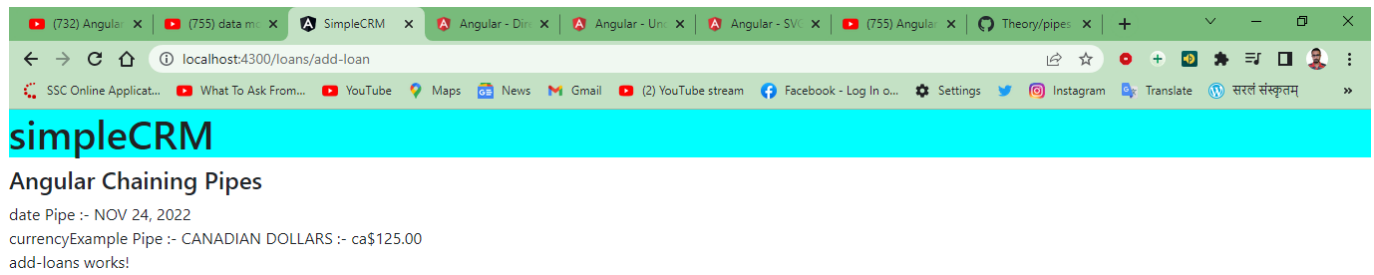 (732) Angular
(755) data mo
SimpleCRM
Angular - Dire
Angular - Und
Angular - SVG
(755) Angular
Theory/pipes.
localhost:4300/loans/add-loan
SSC Online Applicat...
What To Ask From...
YouTube
Maps
News
Gmail
(2) YouTube stream
Facebook - Log In o...
Settings
Instagram
Translate
सरलं संस्कृतम्
simpleCRM
Angular Chaining Pipes
date Pipe :- NOV 24, 2022
currencyExample Pipe :- CANADIAN DOLLARS :- ca$125.00
add-loans works!